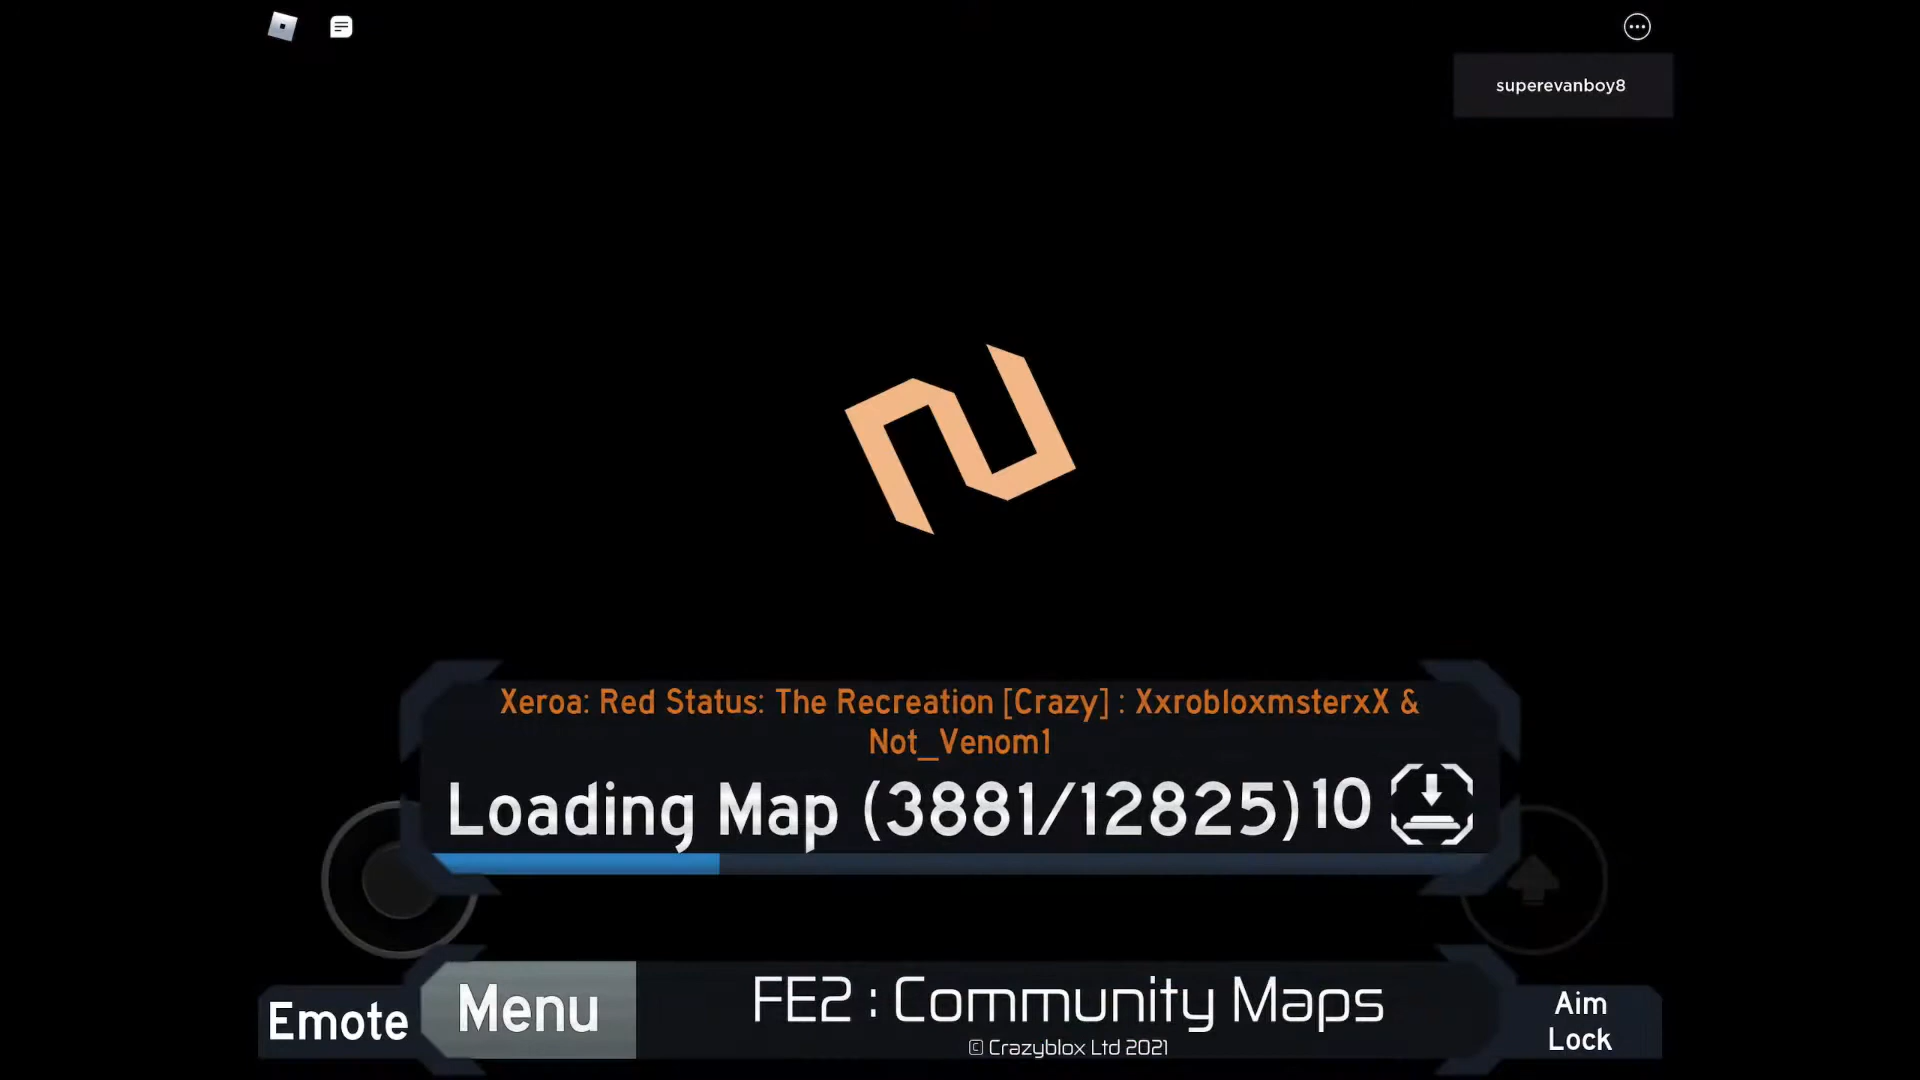 superevanboy8
Xeroa: Red Status: The Recreation [Crazy] : XxrobloxmsterxX &
Not_Venom1
Loading Map (3881/12825) 10
Emote
Menu
FE2 : Community Maps
© Crazyblox Ltd 2021
Aim
Lock